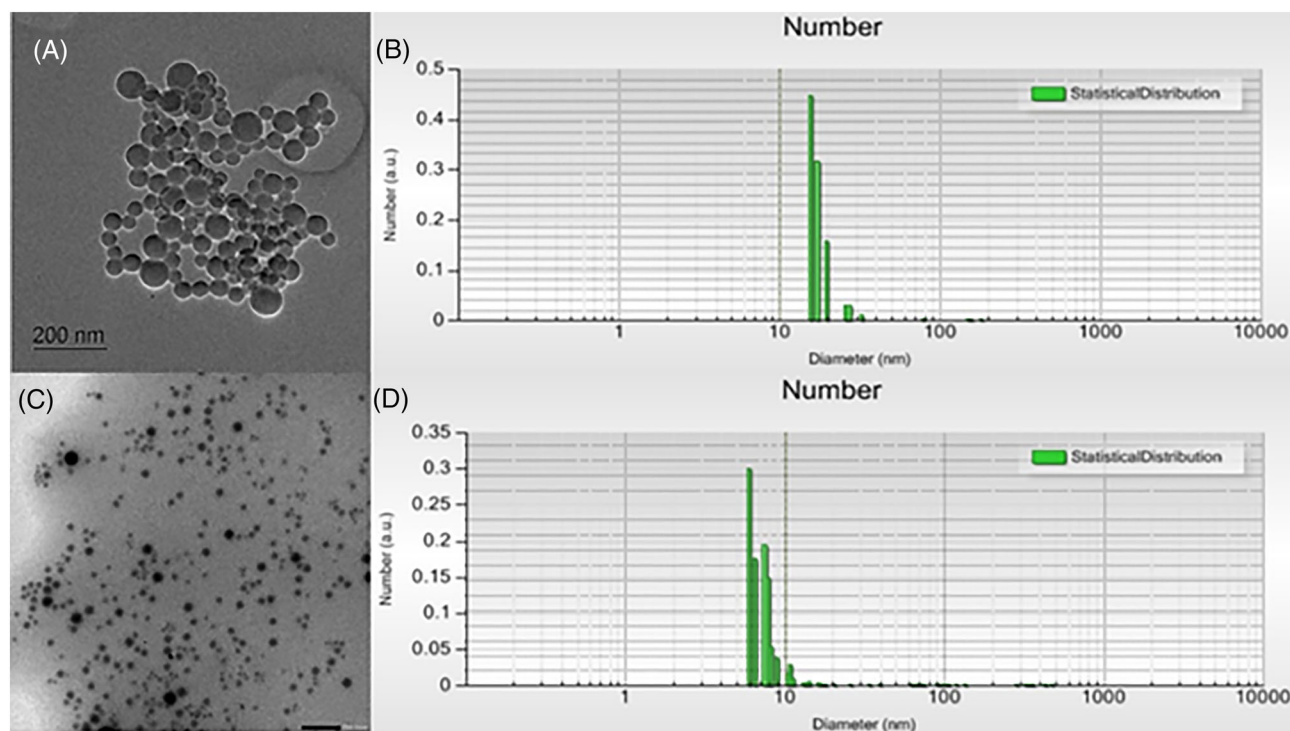 (A)
200 nm
(B)
Number
0.5
0.4
0.3
0.2
0.1
0
Number (a.u.)
StatisticalDistribution
1 10 100 1000 10000
Diameter (nm)
(C)
(D)
Number
0.35
0.3
0.25
0.2
0.15
0.1
0.05
0
Number (a.u.)
StatisticalDistribution
1 10 100 1000 10000
Diameter (nm)